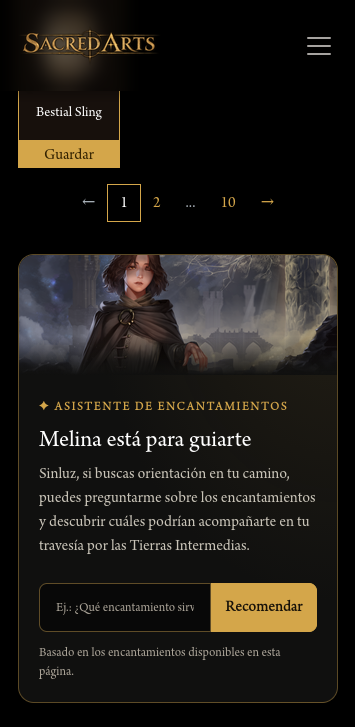 SACRED ARTS
Bestial Sling
Guardar
← 1 2 ... 10 →
✦ ASISTENTE DE ENCANTAMIENTOS
Melina está para guiarte
Sinluz, si buscas orientación en tu camino,
puedes preguntarme sobre los encantamientos
y descubrir cuáles podrían acompañarte en tu
travesía por las Tierras Intermedias.
Ej.: ¿Qué encantamiento sirv
Recomendar
Basado en los encantamientos disponibles en esta
página.